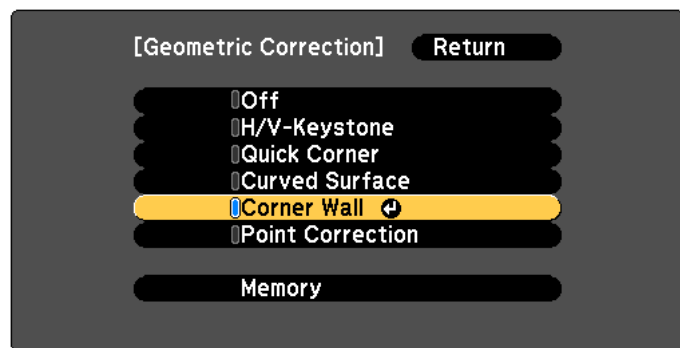 [Geometric Correction] Return
Off
H/V-Keystone
Quick Corner
Curved Surface
Corner Wall
Point Correction
Memory